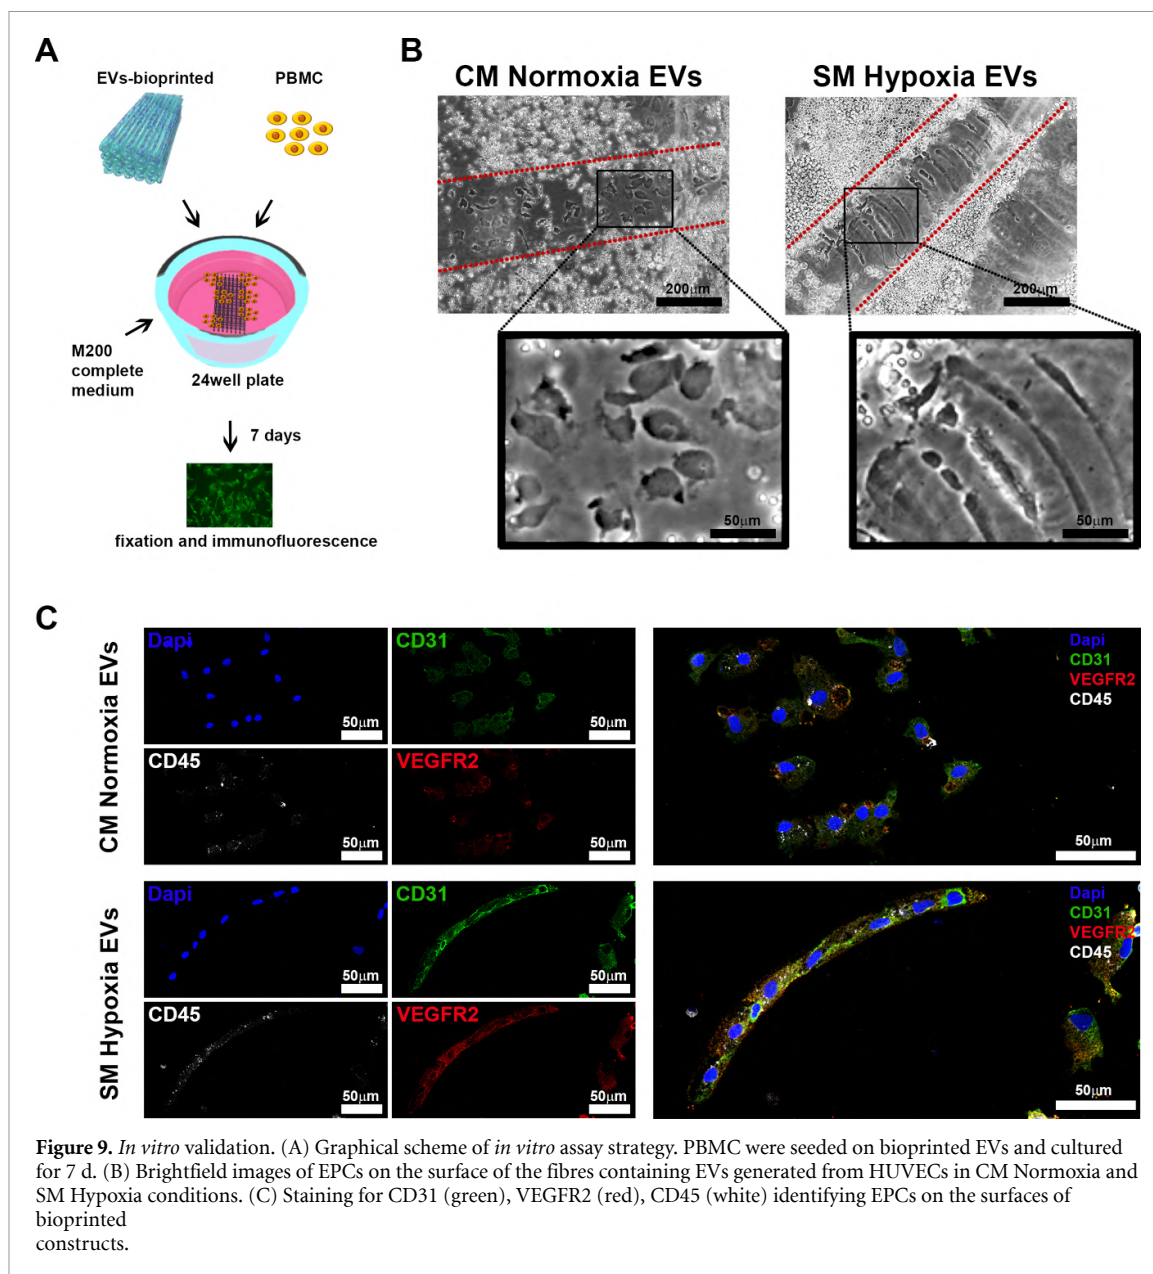 A
EVs-bioprinted
PBMC
M200
complete
medium
24well plate
7 days
fixation and immunofluorescence
B
CM Normoxia EVs
SM Hypoxia EVs
200µm
200µm
50µm
50µm
C
CM Normoxia EVs
Dapi
50µm
CD31
50µm
CD45
50µm
VEGFR2
50µm
Dapi
CD31
VEGFR2
CD45
50µm
SM Hypoxia EVs
Dapi
50µm
CD31
50µm
CD45
50µm
VEGFR2
50µm
Dapi
CD31
VEGFR2
CD45
50µm
Figure 9. In vitro validation. (A) Graphical scheme of in vitro assay strategy. PBMC were seeded on bioprinted EVs and cultured
for 7 d. (B) Brightfield images of EPCs on the surface of the fibres containing EVs generated from HUVECs in CM Normoxia and
SM Hypoxia conditions. (C) Staining for CD31 (green), VEGFR2 (red), CD45 (white) identifying EPCs on the surfaces of
bioprinted
constructs.